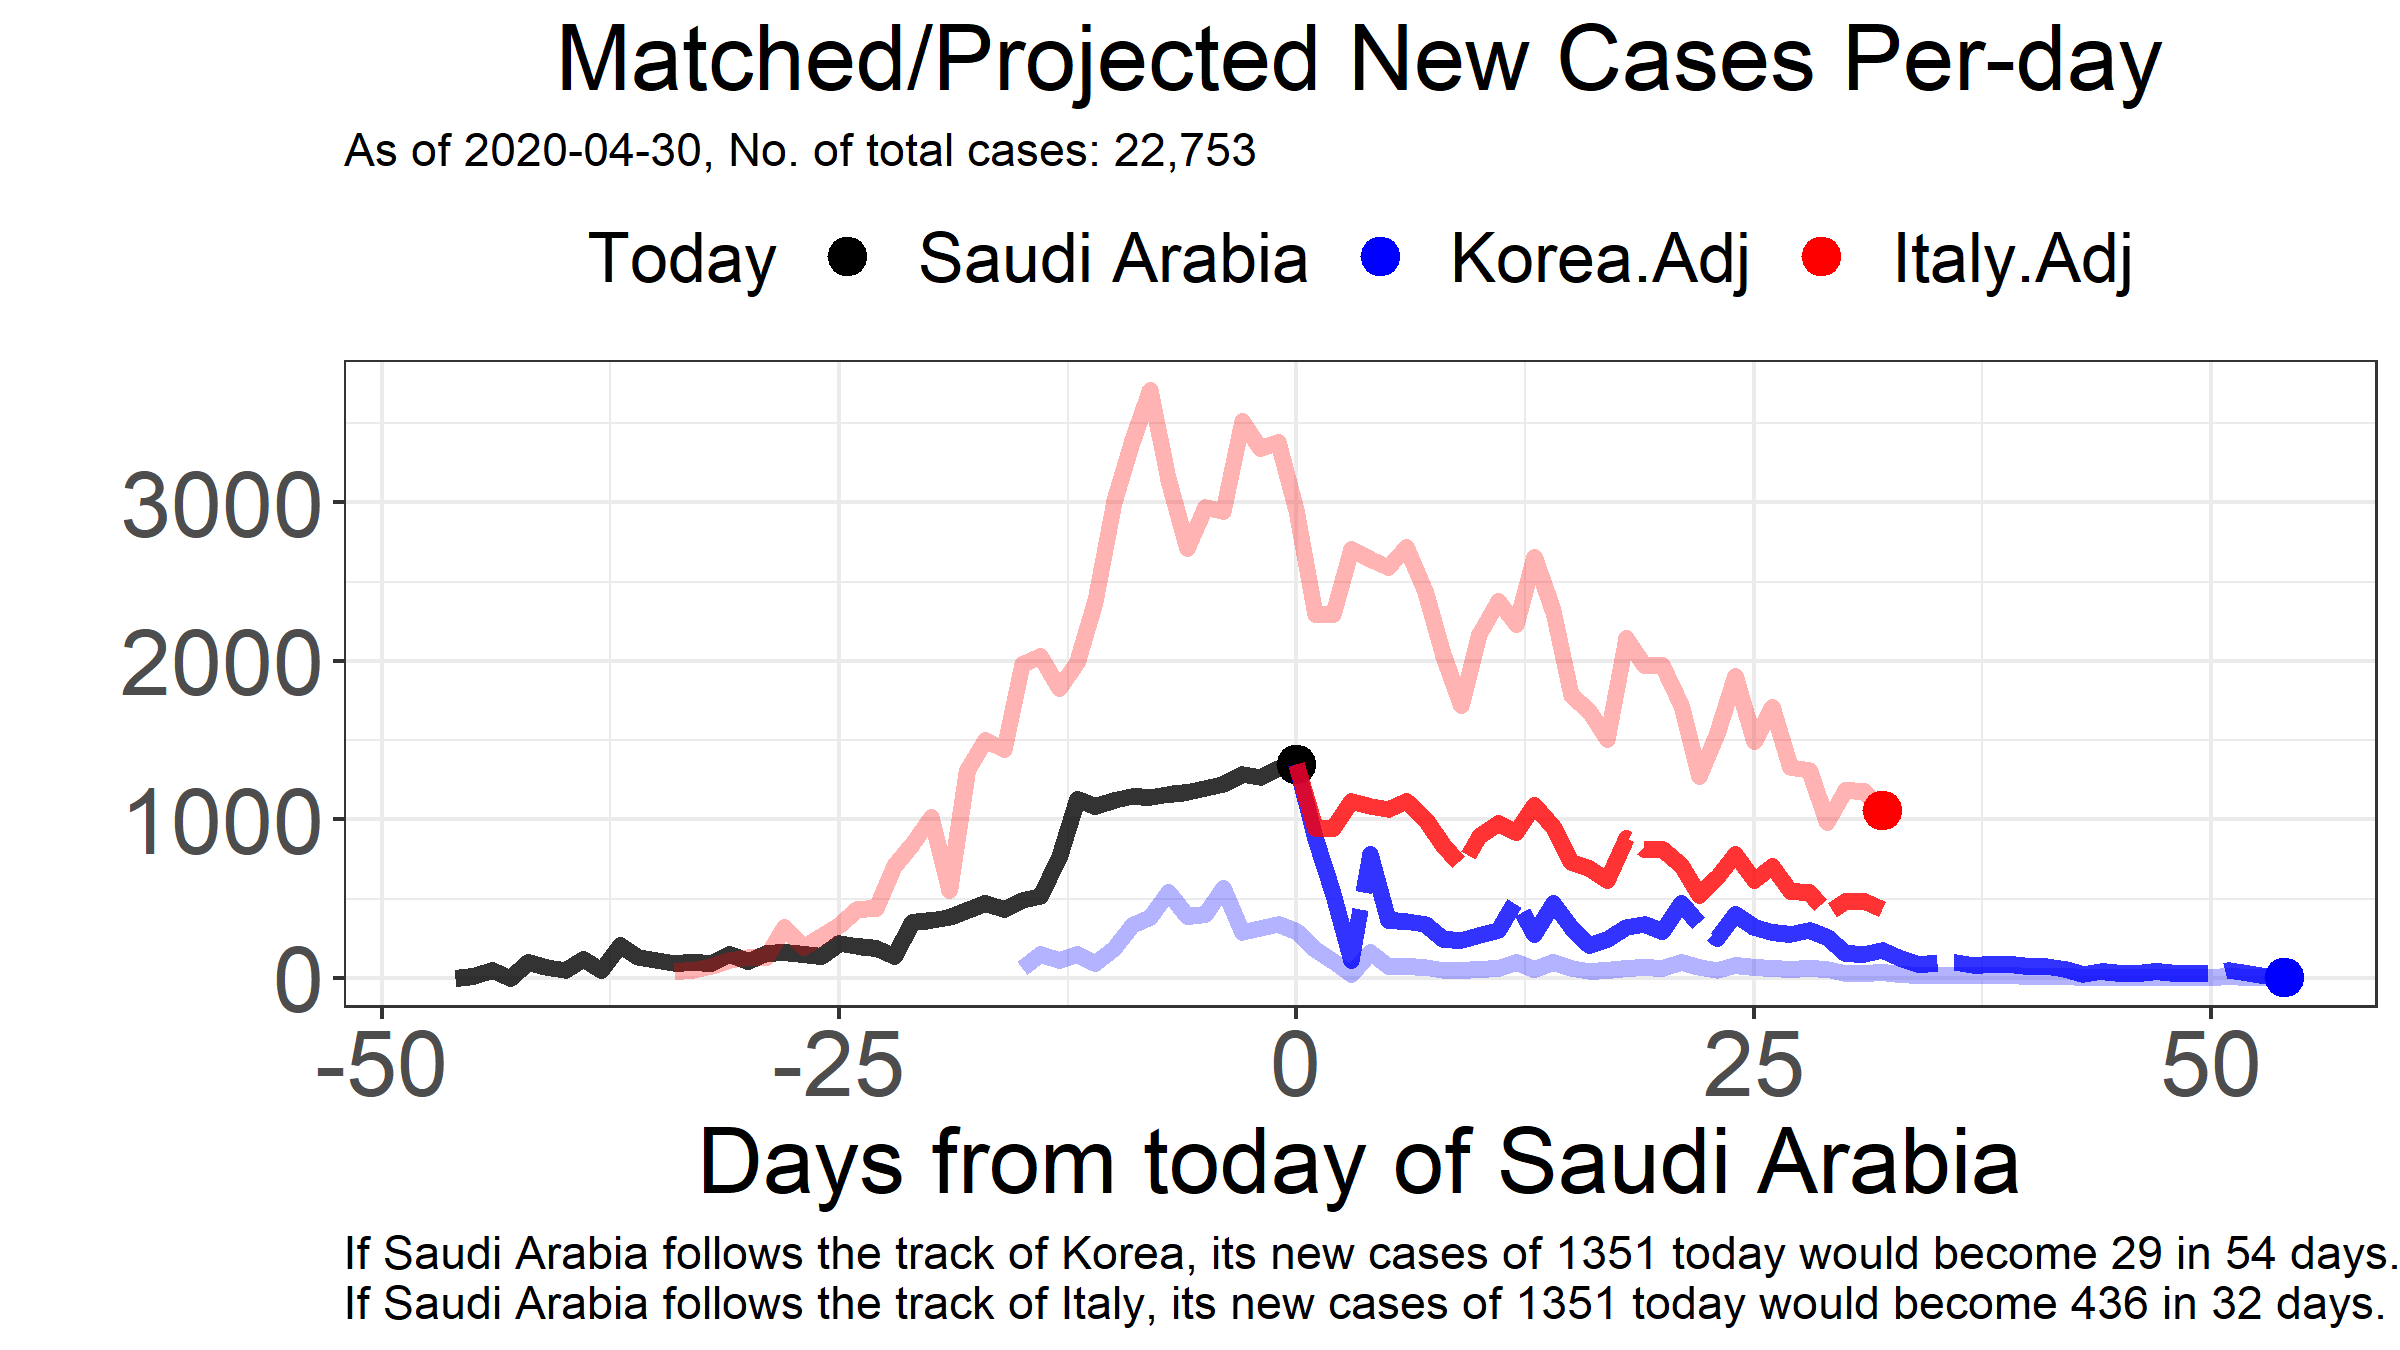 Matched/Projected New Cases Per-day
As of 2020-04-30, No. of total cases: 22,753
Today Saudi Arabia Korea.Adj Italy.Adj
3000
2000
1000
0
-50 -25 0 25 50
Days from today of Saudi Arabia
If Saudi Arabia follows the track of Korea, its new cases of 1351 today would become 29 in 54 days.
If Saudi Arabia follows the track of Italy, its new cases of 1351 today would become 436 in 32 days.